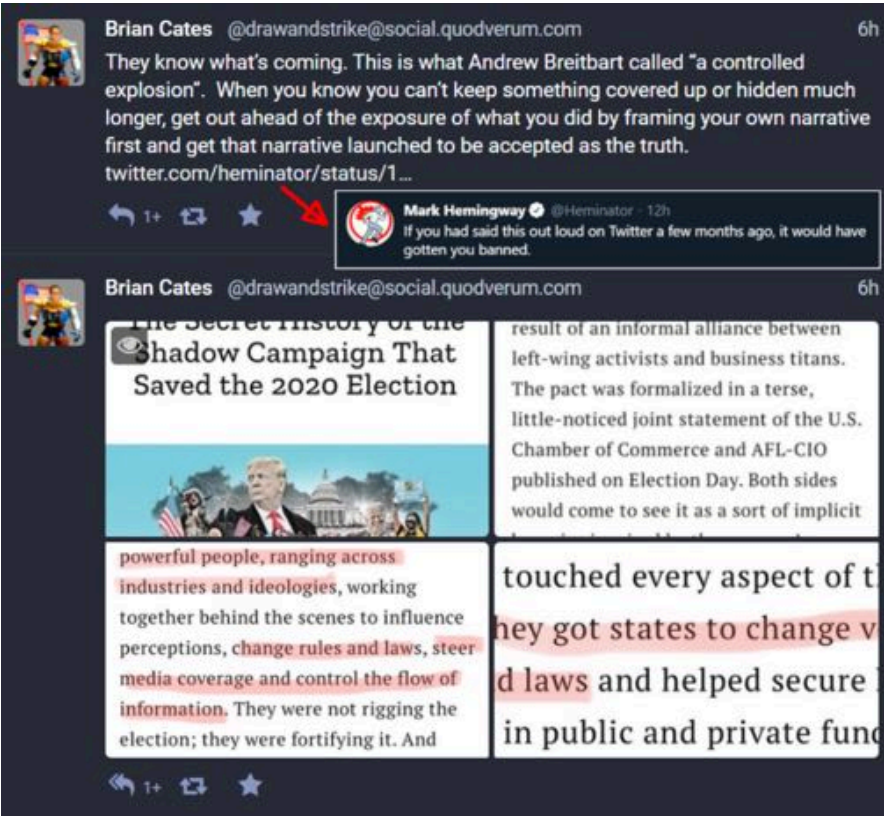 Brian Cates @drawandstrike@social.quodverum.com 6h
They know what's coming. This is what Andrew Breitbart called "a controlled
explosion". When you know you can't keep something covered up or hidden much
longer, get out ahead of the exposure of what you did by framing your own narrative
first and get that narrative launched to be accepted as the truth.
twitter.com/heminator/status/1…
1+
Mark Hemingway @Heminator · 12h
If you had said this out loud on Twitter a few months ago, it would have
gotten you banned.
Brian Cates @drawandstrike@social.quodverum.com 6h
The Secret History of the
Shadow Campaign That
Saved the 2020 Election
result of an informal alliance between
left-wing activists and business titans.
The pact was formalized in a terse,
little-noticed joint statement of the U.S.
Chamber of Commerce and AFL-CIO
published on Election Day. Both sides
would come to see it as a sort of implicit
powerful people, ranging across
industries and ideologies, working
together behind the scenes to influence
perceptions, change rules and laws, steer
media coverage and control the flow of
information. They were not rigging the
election; they were fortifying it. And
touched every aspect of t
hey got states to change v
d laws and helped secure
in public and private fund
1+